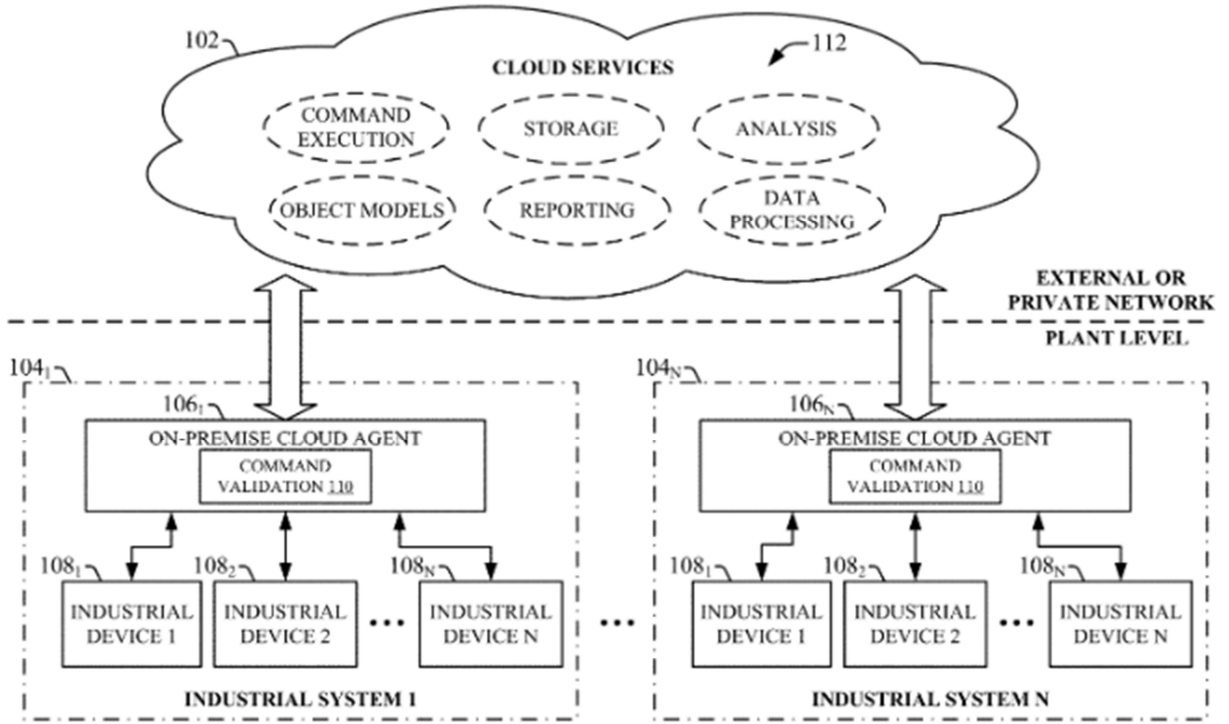 102
112
CLOUD SERVICES
COMMAND
EXECUTION
STORAGE
ANALYSIS
OBJECT MODELS
REPORTING
DATA
PROCESSING
EXTERNAL OR
PRIVATE NETWORK
PLANT LEVEL
104₁
106₁
ON-PREMISE CLOUD AGENT
COMMAND
VALIDATION 110
108₁
108₂
108ₙ
INDUSTRIAL
DEVICE 1
INDUSTRIAL
DEVICE 2
•••
INDUSTRIAL
DEVICE N
INDUSTRIAL SYSTEM 1
•••
104ₙ
106ₙ
ON-PREMISE CLOUD AGENT
COMMAND
VALIDATION 110
108₁
108₂
108ₙ
INDUSTRIAL
DEVICE 1
INDUSTRIAL
DEVICE 2
•••
INDUSTRIAL
DEVICE N
INDUSTRIAL SYSTEM N